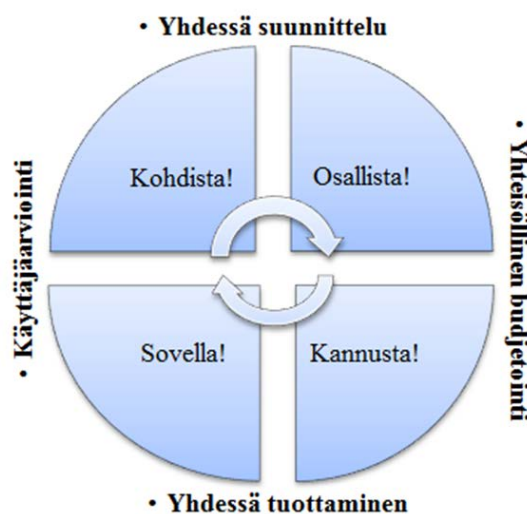 • Yhdessä suunnittelu
Kohdista!
Osallista!
• Yhteisöllinen budjetointi
• Käyttäjäarviointi
Sovella!
Kannusta!
• Yhdessä tuottaminen